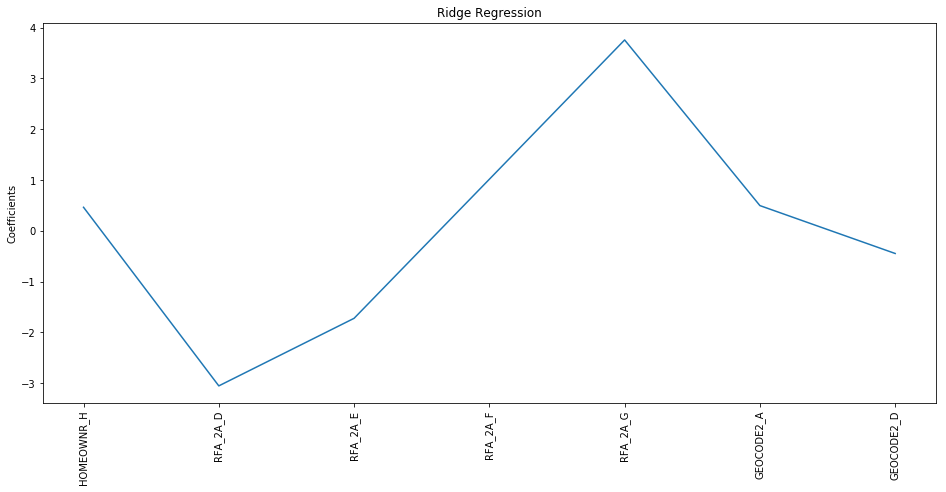 Ridge Regression
Coefficients
4
3
2
1
0
−1
−2
−3
HOMEOWNR_H
RFA_2A_D
RFA_2A_E
RFA_2A_F
RFA_2A_G
GEOCODE2_A
GEOCODE2_D